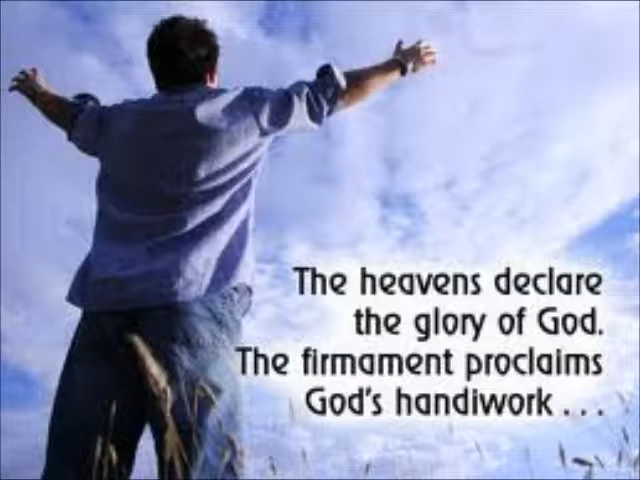 The heavens declare
the glory of God.
The firmament proclaims
God's handiwork . . .